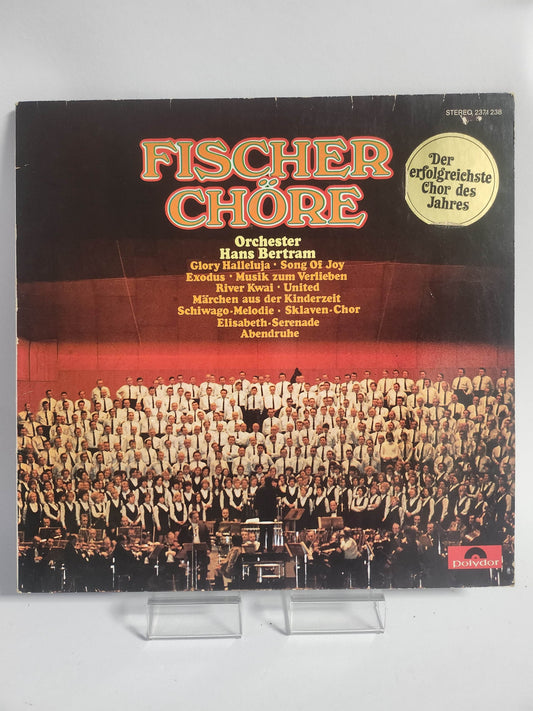 STEREO 2371 238
FISCHER
CHÖRE
Der
erfolgreichste
Chor des
Jahres
Orchester
Hans Bertram
Glory Halleluja · Song Of Joy
Exodus · Musik zum Verlieben
River Kwai · United
Märchen aus der Kinderzeit
Schiwago-Melodie · Sklaven-Chor
Elisabeth-Serenade
Abendruhe
Polydor